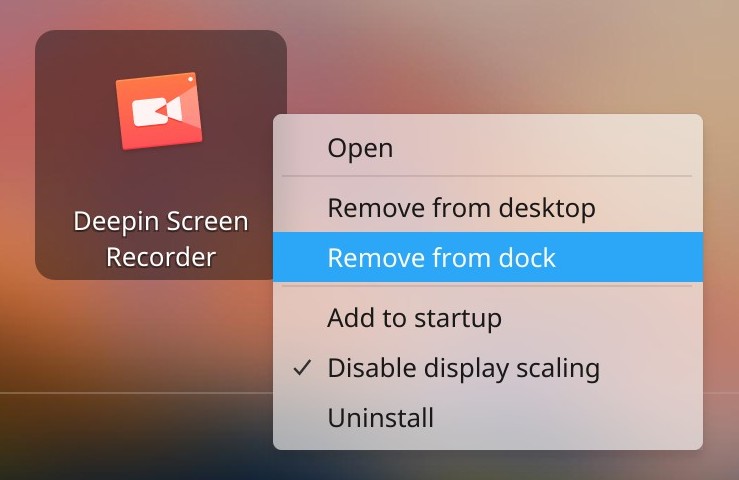 Deepin Screen
Recorder
Open
Remove from desktop
Remove from dock
Add to startup
Disable display scaling
Uninstall